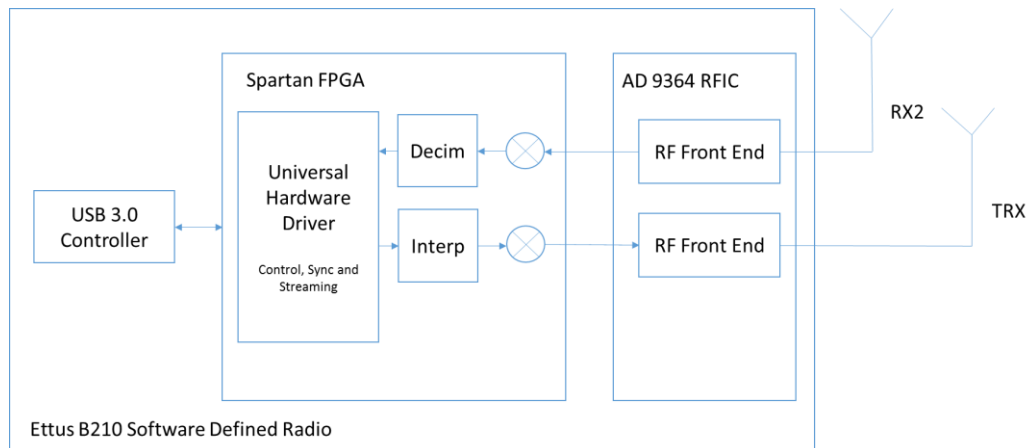 Spartan FPGA
AD 9364 RFIC
RX2
Decim
RF Front End
Universal
Hardware
Driver
Control, Sync and
Streaming
USB 3.0
Controller
Interp
RF Front End
TRX
Ettus B210 Software Defined Radio